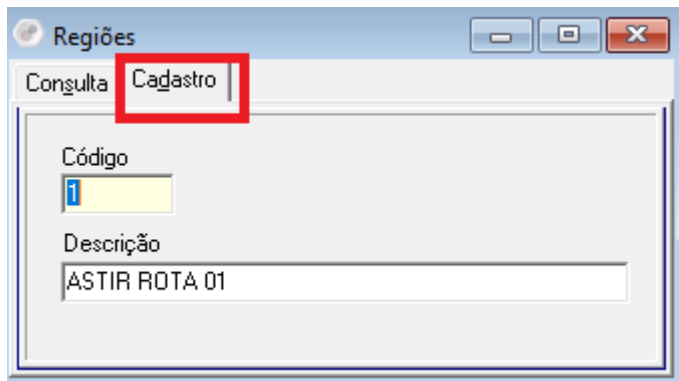 Regiões
Consulta Cadastro
Código
1
Descrição
ASTIR ROTA 01